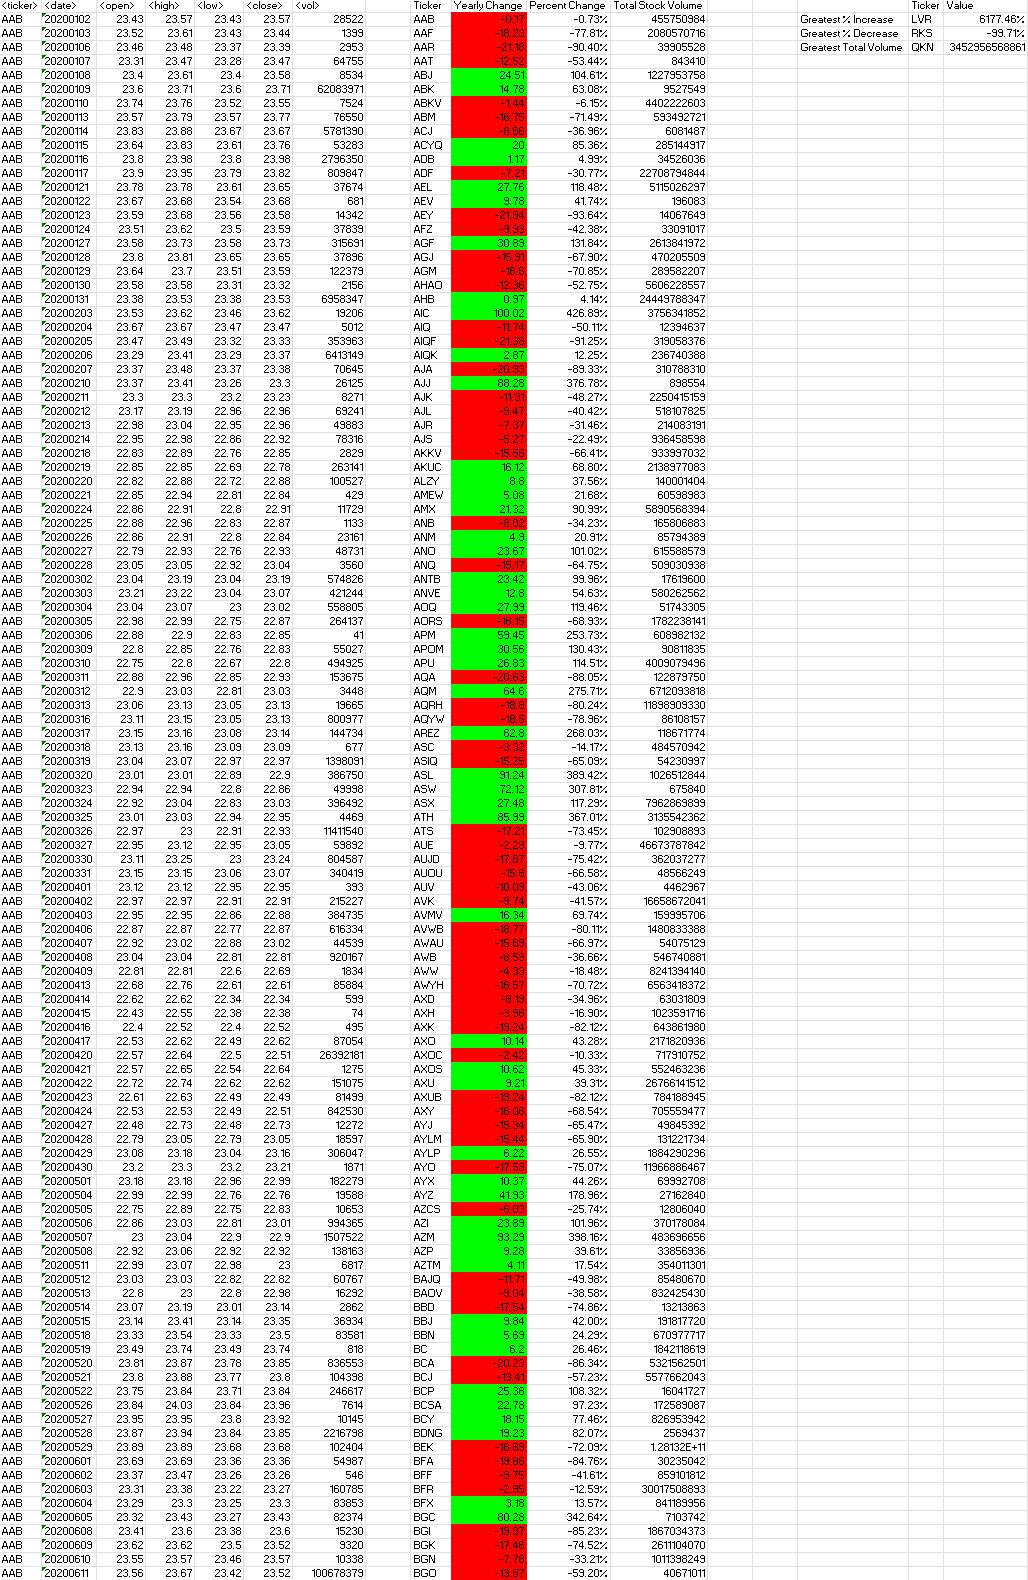 <ticker> <date> <open> <high> <low> <close> <vol> Ticker Yearly Change Percent Change Total Stock Volume Ticker Value
AAB 20200102 23.43 23.57 23.43 23.57 28522 AAB -0.17 -0.73% 455750984 Greatest % Increase LVR 6177.46%
AAB 20200103 23.52 23.61 23.43 23.44 1399 AAF -18.23 -77.81% 2080570716 Greatest % Decrease RKS -99.71%
AAB 20200106 23.46 23.46 23.37 23.39 2953 AAR -21.18 -90.40% 39905528 Greatest Total Volume QKN 3452956568861
AAB 20200107 23.31 23.47 23.28 23.47 64755 AAT -12.52 -53.44% 843410
AAB 20200108 23.4 23.61 23.4 23.58 8534 ABJ 24.51 104.61% 1227953758
AAB 20200109 23.6 23.71 23.6 23.71 62083971 ABK 14.78 63.08% 9527549
AAB 20200110 23.74 23.76 23.52 23.55 7524 ABKV -1.44 -6.15% 4402222603
AAB 20200113 23.57 23.79 23.57 23.77 76550 ABM -16.75 -71.49% 593492721
AAB 20200114 23.83 23.88 23.67 23.67 5781390 ACJ -8.66 -36.96% 6081487
AAB 20200115 23.64 23.83 23.61 23.76 53283 ACYQ 20 85.36% 285144917
AAB 20200116 23.8 23.98 23.8 23.98 2796350 ADB 1.17 4.99% 34526036
AAB 20200117 23.9 23.95 23.79 23.82 809847 ADF -7.21 -30.77% 22708794844
AAB 20200121 23.78 23.78 23.61 23.65 37674 AEL 27.76 118.48% 5115026297
AAB 20200122 23.67 23.68 23.54 23.68 681 AEV 9.78 41.74% 196083
AAB 20200123 23.59 23.68 23.56 23.58 14342 AEY -21.94 -93.64% 14067649
AAB 20200124 23.51 23.62 23.5 23.59 37839 AFZ -9.93 -42.38% 33091017
AAB 20200127 23.58 23.73 23.58 23.73 315691 AGF 30.89 131.84% 2613841972
AAB 20200128 23.8 23.81 23.65 23.65 37896 AGJ -15.91 -67.90% 470205509
AAB 20200129 23.64 23.7 23.51 23.59 122379 AGM -16.6 -70.85% 289582207
AAB 20200130 23.58 23.58 23.31 23.32 2156 AHAO -12.36 -52.75% 5606228557
AAB 20200131 23.38 23.53 23.38 23.53 6958347 AHB 0.97 4.14% 24449788347
AAB 20200203 23.53 23.62 23.46 23.62 19206 AIC 100.02 426.89% 3756341852
AAB 20200204 23.67 23.67 23.47 23.47 5012 AIQ -11.74 -50.11% 12394637
AAB 20200205 23.47 23.49 23.32 23.33 353963 AIQF -21.38 -91.25% 319058376
AAB 20200206 23.29 23.41 23.29 23.37 6413149 AIQK 2.87 12.25% 236740388
AAB 20200207 23.37 23.48 23.37 23.38 70645 AJA -20.93 -89.33% 310788310
AAB 20200210 23.37 23.41 23.26 23.3 26125 AJJ 88.28 376.78% 898554
AAB 20200211 23.3 23.3 23.2 23.23 8271 AJK -11.31 -48.27% 2250415159
AAB 20200212 23.17 23.19 22.96 22.96 69241 AJL -9.47 -40.42% 518107825
AAB 20200213 22.98 23.04 22.95 22.96 49883 AJR -7.37 -31.46% 214083191
AAB 20200214 22.95 22.98 22.86 22.92 78316 AJS -5.27 -22.49% 936458598
AAB 20200218 22.83 22.89 22.76 22.85 2829 AKKV -15.56 -66.41% 933997032
AAB 20200219 22.85 22.85 22.69 22.78 263141 AKUC 16.12 68.80% 2138977083
AAB 20200220 22.82 22.88 22.72 22.88 100527 ALZY 8.8 37.56% 140001404
AAB 20200221 22.85 22.94 22.81 22.84 429 AMEW 5.08 21.68% 60598983
AAB 20200224 22.86 22.91 22.8 22.91 11729 AMX 21.32 90.99% 5890568394
AAB 20200225 22.88 22.96 22.83 22.87 1133 ANB -8.02 -34.23% 165806883
AAB 20200226 22.86 22.91 22.8 22.84 23161 ANM 4.9 20.91% 85794389
AAB 20200227 22.79 22.93 22.76 22.93 48731 ANO 23.67 101.02% 615588579
AAB 20200228 23.05 23.05 22.92 23.04 3560 ANQ -15.17 -64.75% 509030938
AAB 20200302 23.04 23.19 23.04 23.19 574826 ANTB 23.42 99.96% 17619600
AAB 20200303 23.21 23.22 23.04 23.07 421244 ANVE 12.8 54.63% 580262562
AAB 20200304 23.04 23.07 23 23.02 558805 AOQ 27.99 119.46% 51743305
AAB 20200305 22.98 22.99 22.75 22.87 264137 AORS -16.15 -68.93% 1782238141
AAB 20200306 22.88 22.9 22.83 22.85 41 APM 59.45 253.73% 608982132
AAB 20200309 22.8 22.85 22.76 22.83 55027 APOM 30.56 130.43% 90811835
AAB 20200310 22.75 22.8 22.67 22.8 494925 APU 26.83 114.51% 4009079496
AAB 20200311 22.88 22.96 22.85 22.93 153675 AQA -20.63 -88.05% 122879750
AAB 20200312 22.9 23.03 22.81 23.03 3448 AQM 64.6 275.71% 6712093818
AAB 20200313 23.06 23.13 23.05 23.13 19665 AQRH -18.8 -80.24% 11898909330
AAB 20200316 23.11 23.15 23.05 23.13 800977 AQYW -18.5 -78.96% 86108157
AAB 20200317 23.15 23.16 23.08 23.14 144734 AREZ 62.8 268.03% 118671774
AAB 20200318 23.13 23.16 23.09 23.09 677 ASC -3.32 -14.17% 484570942
AAB 20200319 23.04 23.07 22.97 22.97 1398091 ASIQ -15.25 -65.09% 54230997
AAB 20200320 23.01 23.01 22.89 22.9 386750 ASL 91.24 389.42% 1026512844
AAB 20200323 22.94 22.94 22.8 22.86 49998 ASW 72.12 307.81% 675840
AAB 20200324 22.92 23.04 22.83 23.03 396492 ASX 27.48 117.29% 7962869899
AAB 20200325 23.01 23.03 22.94 22.95 4469 ATH 85.99 367.01% 3135542362
AAB 20200326 22.97 23 22.91 22.93 11411540 ATS -17.21 -73.45% 102908893
AAB 20200327 22.95 23.12 22.95 23.05 59892 AUE -2.29 -9.77% 46673787842
AAB 20200330 23.11 23.25 23 23.24 804587 AUJD -17.67 -75.42% 362037277
AAB 20200331 23.15 23.15 23.06 23.07 340419 AUOU -15.6 -66.58% 48566249
AAB 20200401 23.12 23.12 22.95 22.95 393 AUV -10.09 -43.06% 4462967
AAB 20200402 22.97 22.97 22.91 22.91 215227 AVK -9.74 -41.57% 16658672041
AAB 20200403 22.95 22.95 22.86 22.88 384735 AVMV 16.34 69.74% 159995706
AAB 20200406 22.87 22.87 22.77 22.87 616334 AVWB -18.77 -80.11% 1480833388
AAB 20200407 22.92 23.02 22.88 23.02 44539 AWAU -15.69 -66.97% 54075129
AAB 20200408 23.04 23.04 22.81 22.81 920167 AWB -8.59 -36.66% 546740881
AAB 20200409 22.81 22.81 22.6 22.69 1834 AWW -4.33 -18.48% 8241394140
AAB 20200413 22.68 22.76 22.61 22.61 85884 AWYH -16.57 -70.72% 6563418372
AAB 20200414 22.62 22.62 22.34 22.34 599 AXD -8.19 -34.96% 63031809
AAB 20200415 22.43 22.55 22.38 22.38 74 AXH -3.96 -16.90% 1023591716
AAB 20200416 22.4 22.52 22.4 22.52 495 AXK -19.24 -82.12% 643861980
AAB 20200417 22.53 22.62 22.49 22.62 87054 AXO 10.14 43.28% 2171820936
AAB 20200420 22.57 22.64 22.5 22.51 26392181 AXOC -2.42 -10.33% 717910752
AAB 20200421 22.57 22.65 22.54 22.64 1275 AXOS 10.62 45.33% 552463236
AAB 20200422 22.72 22.74 22.62 22.62 151075 AXU 9.21 39.31% 26766141512
AAB 20200423 22.61 22.63 22.49 22.49 81499 AXUB -19.24 -82.12% 784188945
AAB 20200424 22.53 22.53 22.49 22.51 842530 AXY -16.06 -68.54% 705559477
AAB 20200427 22.48 22.73 22.48 22.73 12272 AYJ -15.34 -65.47% 49845392
AAB 20200428 22.79 23.05 22.79 23.05 18597 AYLM -15.44 -65.90% 131221734
AAB 20200429 23.08 23.18 23.04 23.16 306047 AYLP 6.22 26.55% 1884290296
AAB 20200430 23.2 23.3 23.2 23.21 1871 AYO -17.59 -75.07% 11966886467
AAB 20200501 23.18 23.18 22.96 22.99 182279 AYX 10.37 44.26% 69992708
AAB 20200504 22.99 22.99 22.76 22.76 19588 AYZ 41.93 178.96% 27162840
AAB 20200505 22.75 22.89 22.75 22.83 10653 AZCS -6.03 -25.74% 12806040
AAB 20200506 22.86 23.03 22.81 23.01 994365 AZI 23.89 101.96% 370178084
AAB 20200507 23 23.04 22.9 22.9 1507522 AZM 93.29 398.16% 483696656
AAB 20200508 22.92 23.06 22.92 22.92 138163 AZP 9.28 39.61% 33856936
AAB 20200511 22.99 23.07 22.98 23 6817 AZTM 4.11 17.54% 354011301
AAB 20200512 23.03 23.03 22.82 22.82 60767 BAJQ -11.71 -49.98% 85480670
AAB 20200513 22.8 23 22.8 22.98 16292 BAOV -9.04 -38.58% 832425430
AAB 20200514 23.07 23.19 23.01 23.14 2862 BBD -17.54 -74.86% 13213863
AAB 20200515 23.14 23.41 23.14 23.35 36934 BBJ 9.84 42.00% 191817720
AAB 20200518 23.33 23.54 23.33 23.5 83581 BBN 5.69 24.29% 670977717
AAB 20200519 23.49 23.74 23.49 23.74 818 BC 6.2 26.46% 1842118619
AAB 20200520 23.81 23.87 23.78 23.85 836553 BCA -20.23 -86.34% 5321562501
AAB 20200521 23.8 23.88 23.77 23.8 104398 BCJ -13.41 -57.23% 5577662043
AAB 20200522 23.75 23.84 23.71 23.84 246617 BCP 25.38 108.32% 16041727
AAB 20200526 23.84 24.03 23.84 23.96 7614 BCSA 22.78 97.23% 172589087
AAB 20200527 23.95 23.95 23.8 23.92 10145 BCY 18.15 77.46% 826953942
AAB 20200528 23.87 23.94 23.84 23.85 2216798 BDNG 19.23 82.07% 2569437
AAB 20200529 23.89 23.89 23.68 23.68 102404 BEK -16.89 -72.09% 1.28132E+11
AAB 20200601 23.69 23.69 23.36 23.36 54987 BFA -19.86 -84.76% 30235042
AAB 20200602 23.37 23.47 23.26 23.26 546 BFF -9.75 -41.61% 859101812
AAB 20200603 23.31 23.38 23.22 23.27 160785 BFR -2.95 -12.59% 30017508893
AAB 20200604 23.29 23.3 23.25 23.3 83853 BFX 3.18 13.57% 841189956
AAB 20200605 23.32 23.43 23.27 23.43 82374 BGC 80.28 342.64% 7103742
AAB 20200608 23.41 23.6 23.38 23.6 15230 BGI -19.97 -85.23% 1867034373
AAB 20200609 23.62 23.62 23.5 23.52 9320 BGK -17.46 -74.52% 2611104070
AAB 20200610 23.55 23.57 23.46 23.57 10338 BGN -7.78 -33.21% 1011398249
AAB 20200611 23.56 23.67 23.42 23.52 100678379 BGO -13.87 -59.20% 40671011